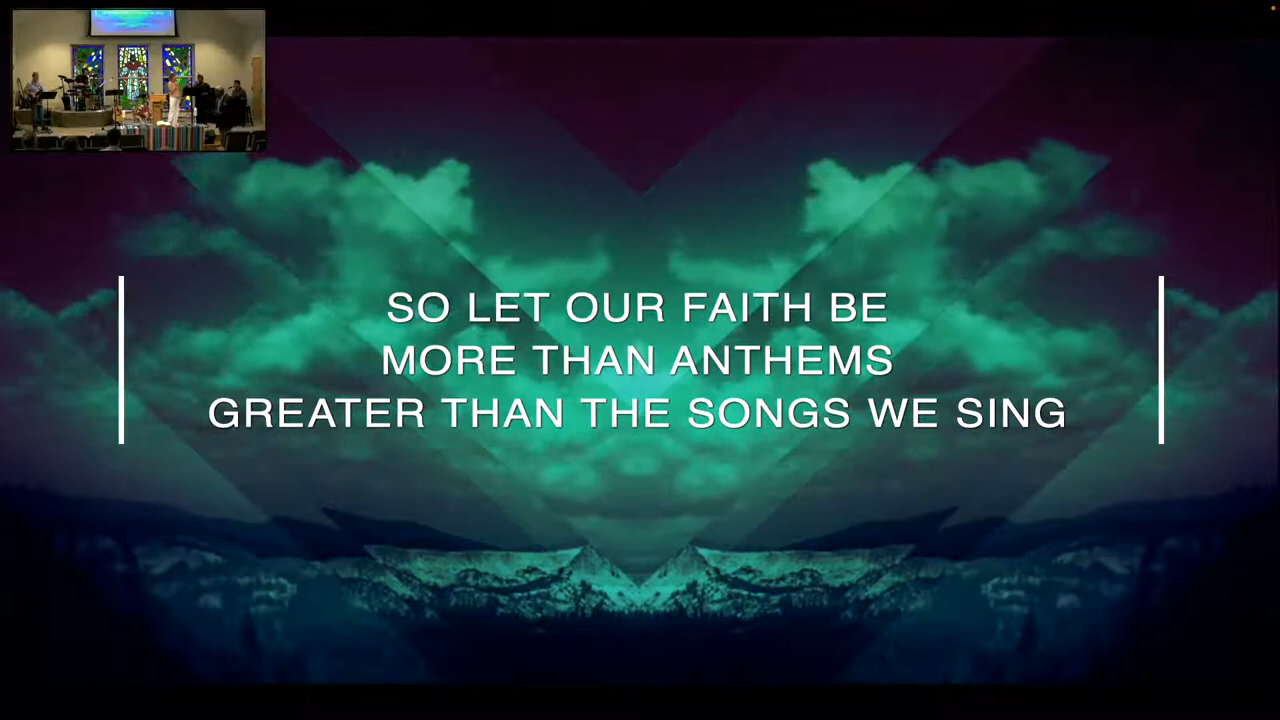 SO LET OUR FAITH BE
MORE THAN ANTHEMS
GREATER THAN THE SONGS WE SING